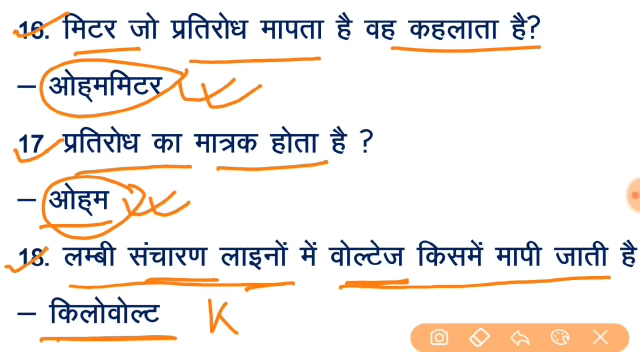 16. मिटर जो प्रतिरोध मापता है वह कहलाता है?
– ओह्ममिटर
17 प्रतिरोध का मात्रक होता है ?
– ओह्म
18. लम्बी संचारण लाइनों में वोल्टेज किसमें मापी जाती है
– किलोवोल्ट K